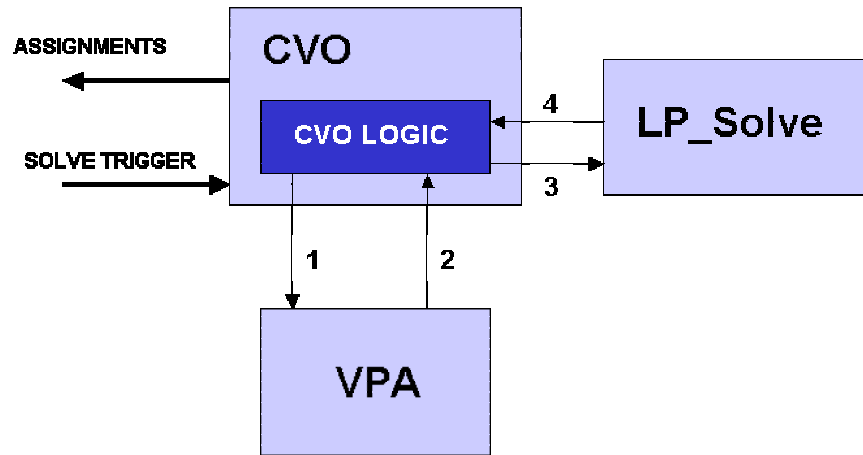 ASSIGNMENTS
CVO
CVO LOGIC
4
LP_Solve
SOLVE TRIGGER
3
1
2
VPA